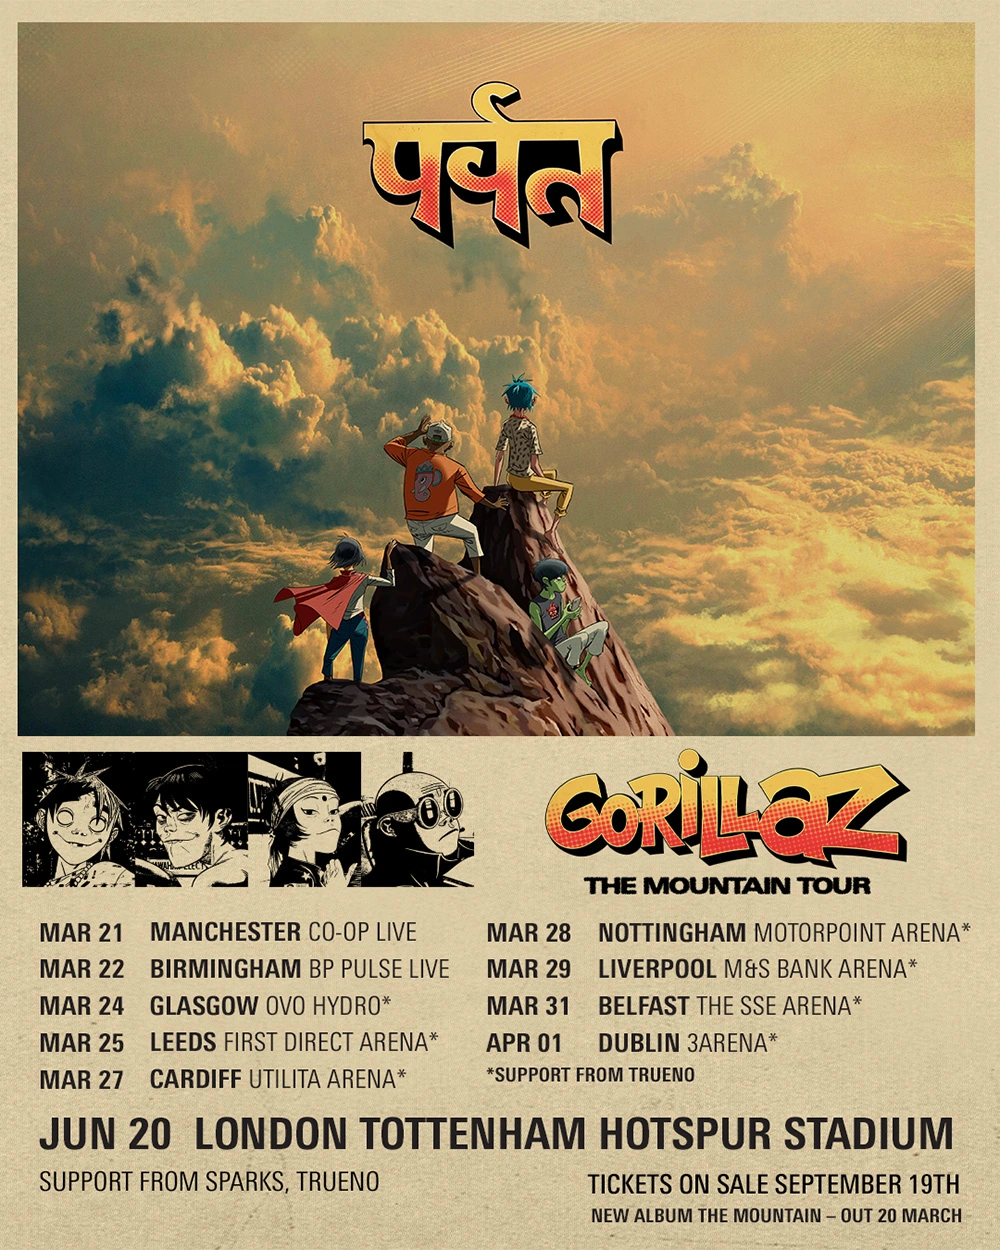 पर्वत
GORILLAZ
THE MOUNTAIN TOUR
MAR 21 MANCHESTER CO-OP LIVE
MAR 22 BIRMINGHAM BP PULSE LIVE
MAR 24 GLASGOW OVO HYDRO*
MAR 25 LEEDS FIRST DIRECT ARENA*
MAR 27 CARDIFF UTILITA ARENA*
MAR 28 NOTTINGHAM MOTORPOINT ARENA*
MAR 29 LIVERPOOL M&S BANK ARENA*
MAR 31 BELFAST THE SSE ARENA*
APR 01 DUBLIN 3ARENA*
*SUPPORT FROM TRUENO
JUN 20 LONDON TOTTENHAM HOTSPUR STADIUM
SUPPORT FROM SPARKS, TRUENO
TICKETS ON SALE SEPTEMBER 19TH
NEW ALBUM THE MOUNTAIN – OUT 20 MARCH